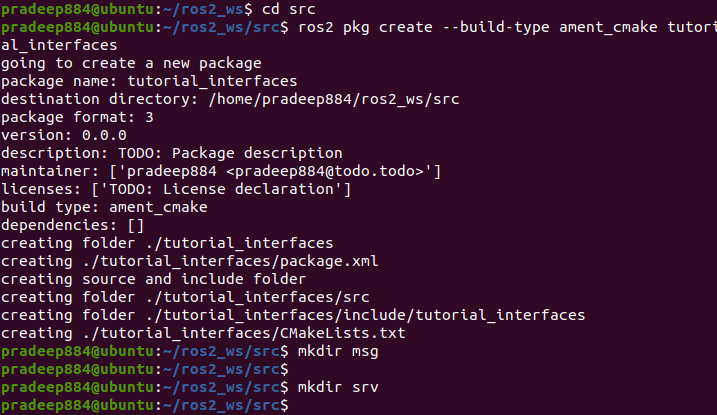 pradeep884@ubuntu:~/ros2_ws$ cd src
pradeep884@ubuntu:~/ros2_ws/src$ ros2 pkg create --build-type ament_cmake tutori
al_interfaces
going to create a new package
package name: tutorial_interfaces
destination directory: /home/pradeep884/ros2_ws/src
package format: 3
version: 0.0.0
description: TODO: Package description
maintainer: ['pradeep884 <pradeep884@todo.todo>']
licenses: ['TODO: License declaration']
build type: ament_cmake
dependencies: []
creating folder ./tutorial_interfaces
creating ./tutorial_interfaces/package.xml
creating source and include folder
creating folder ./tutorial_interfaces/src
creating folder ./tutorial_interfaces/include/tutorial_interfaces
creating ./tutorial_interfaces/CMakeLists.txt
pradeep884@ubuntu:~/ros2_ws/src$ mkdir msg
pradeep884@ubuntu:~/ros2_ws/src$
pradeep884@ubuntu:~/ros2_ws/src$ mkdir srv
pradeep884@ubuntu:~/ros2_ws/src$